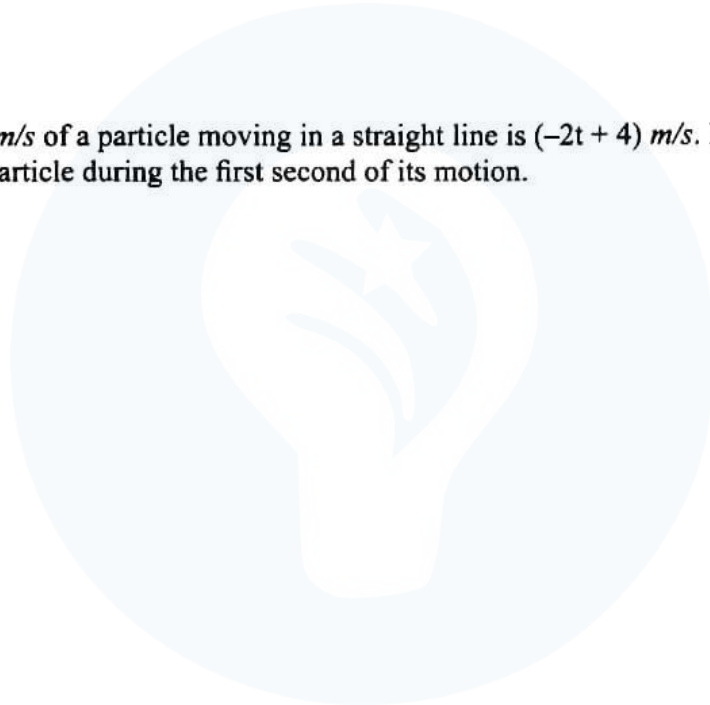 m/s of a particle moving in a straight line is (–2t + 4) m/s.
article during the first second of its motion.